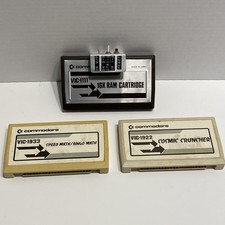 commodore
VIC-1111
16K RAM CARTRIDGE
commodore
VIC-1933
SPEED MATH/BINGO MATH
commodore
VIC-1922
COSMIC CRUNCHER